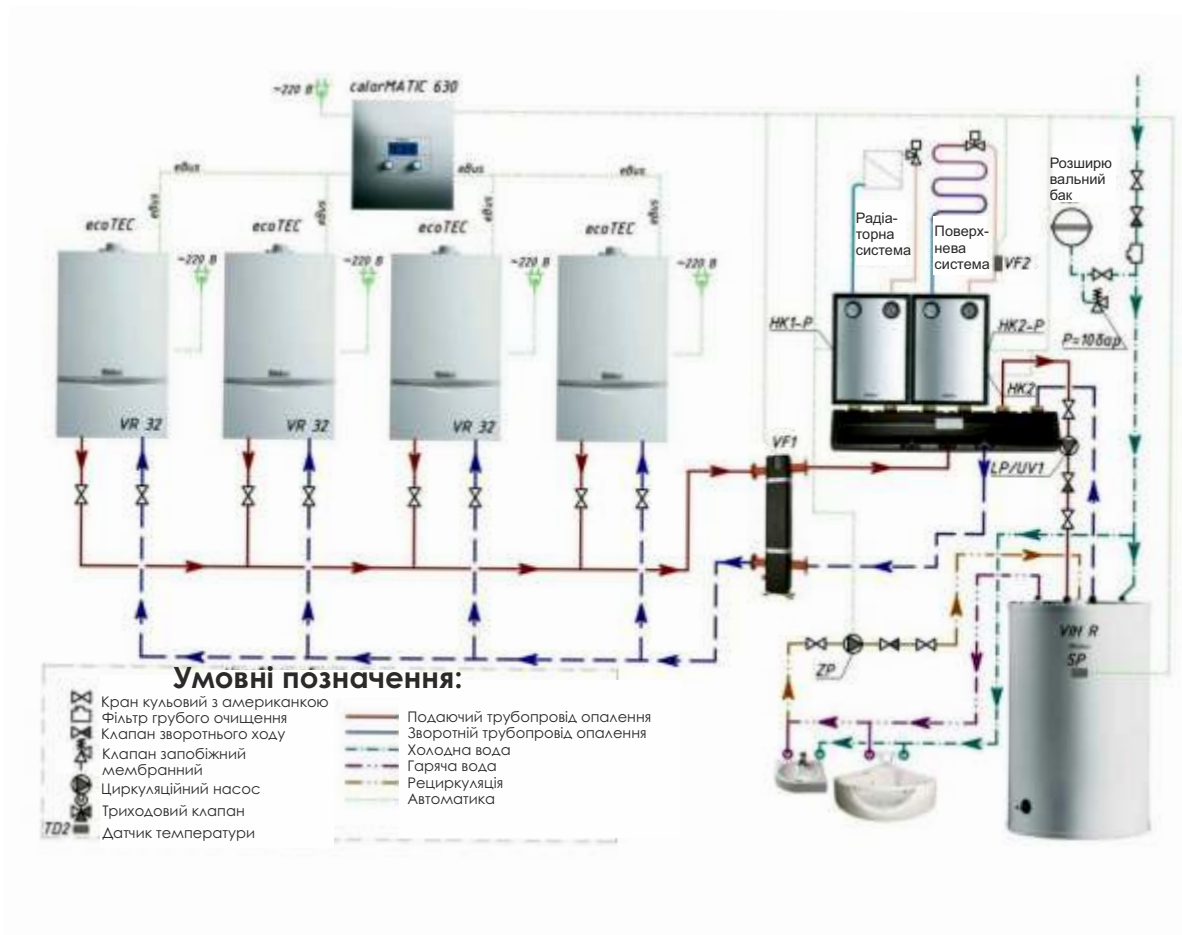 ~220 В
calorMATIC 630
eBus
eBus
eBus
eBus
eBus
eBus
ecoTEC
ecoTEC
ecoTEC
ecoTEC
~220 В
~220 В
~220 В
~220 В
VR 32
VR 32
VR 32
Радіа-
торна
система
Поверх-
нева
система
VF2
Розширю
вальний
бак
HK1-P
HK2-P
P=10бар
HK2
VF1
LP/UV1
ZP
VIH R
SP
Умовні позначення:
Кран кульовий з американкою
Фільтр грубого очищення
Клапан зворотнього ходу
Клапан запобіжний
мембранний
Циркуляційний насос
Триходовий клапан
TD2
Датчик температури
Подаючий трубопровід опалення
Зворотній трубопровід опалення
Холодна вода
Гаряча вода
Рециркуляція
Автоматика